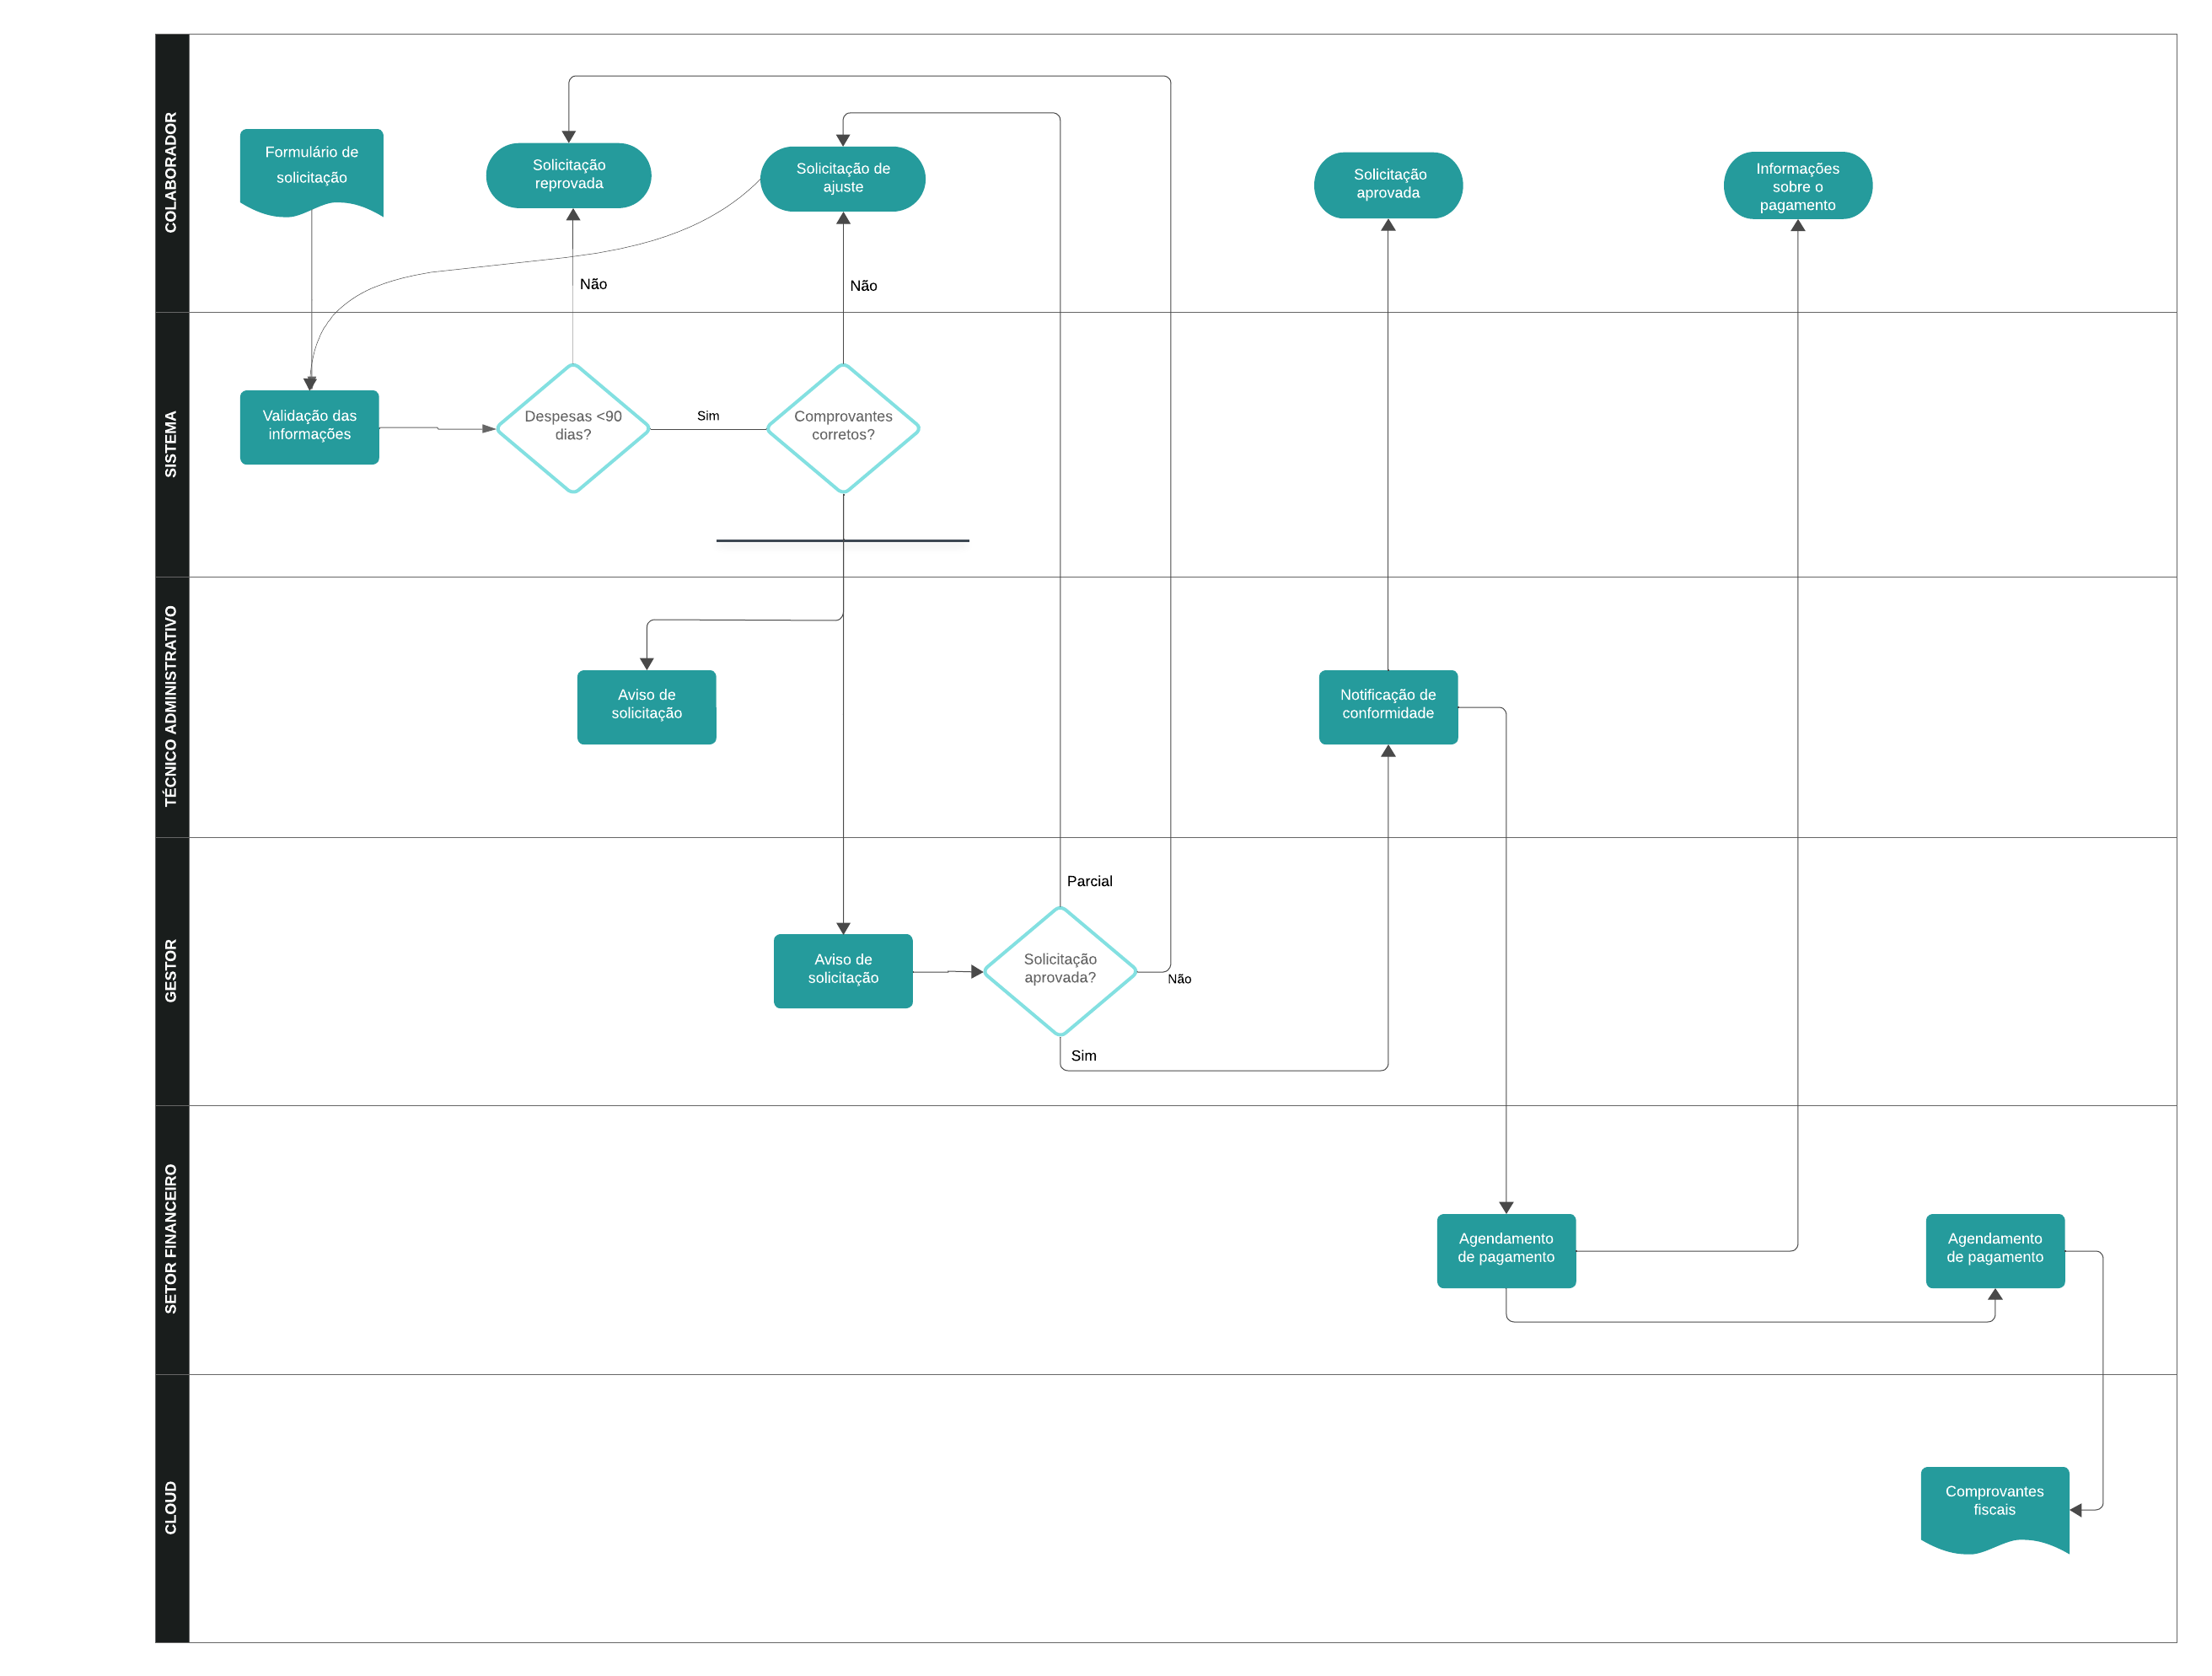 COLABORADOR
Formulário de
solicitação
Solicitação
reprovada
Solicitação de
ajuste
Solicitação
aprovada
Informações
sobre o
pagamento
Não
Não
SISTEMA
Validação das
informações
Despesas <90
dias?
Sim
Comprovantes
corretos?
TÉCNICO ADMINISTRATIVO
Aviso de
solicitação
Notificação de
conformidade
GESTOR
Parcial
Aviso de
solicitação
Solicitação
aprovada?
Não
Sim
SETOR FINANCEIRO
Agendamento
de pagamento
Agendamento
de pagamento
CLOUD
Comprovantes
fiscais